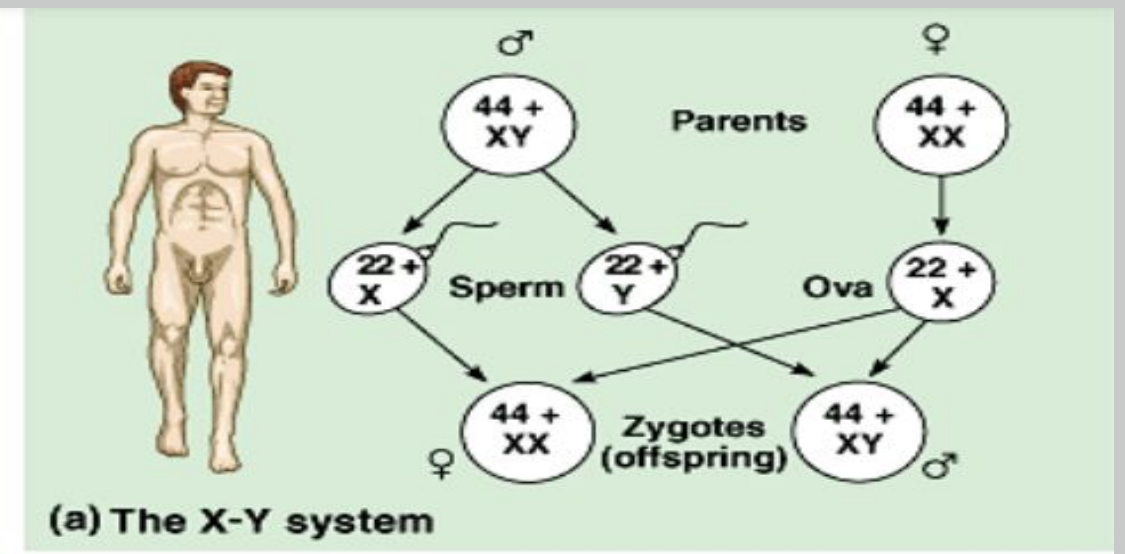 ♂
♀
44 +
XY
Parents
44 +
XX
22 +
X
Sperm
22 +
Y
Ova
22 +
X
44 +
XX
♀
Zygotes
(offspring)
44 +
XY
♂
(a) The X-Y system